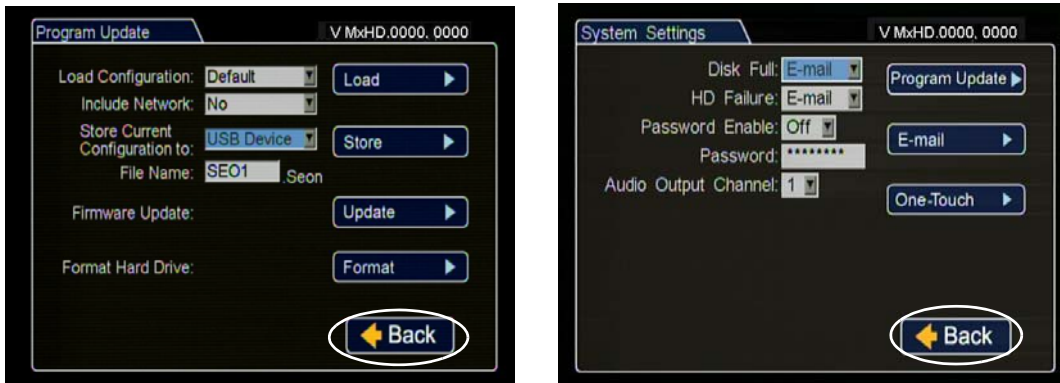 Program Update V MxHD.0000. 0000
Load Configuration: Default Load
Include Network: No
Store Current
Configuration to: USB Device Store
File Name: SEO1 .Seon
Firmware Update: Update
Format Hard Drive: Format
Back
System Settings V MxHD.0000. 0000
Disk Full: E-mail Program Update
HD Failure: E-mail
Password Enable: Off E-mail
Password: ********
Audio Output Channel: 1 One-Touch
Back